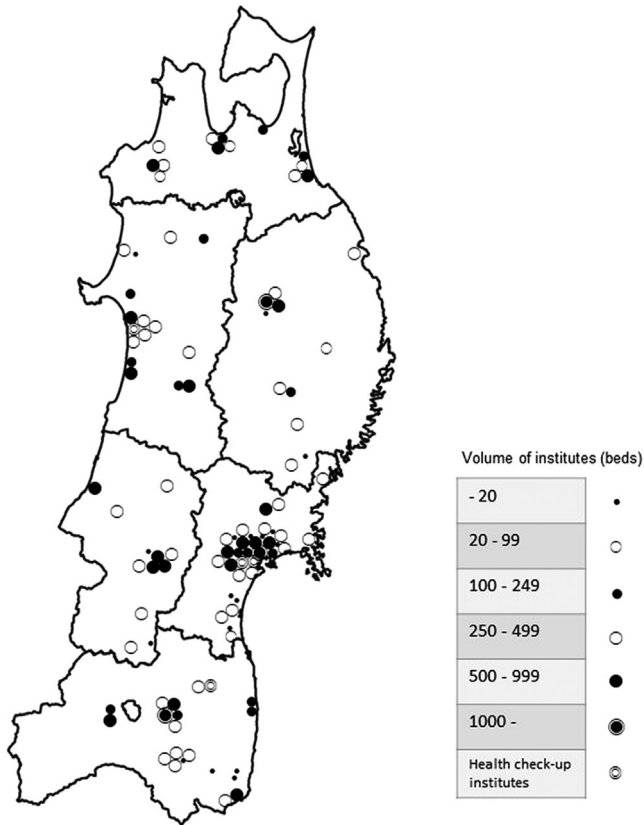 Volume of institutes (beds)
- 20
20 - 99
100 - 249
250 - 499
500 - 999
1000 -
Health check-up
institutes